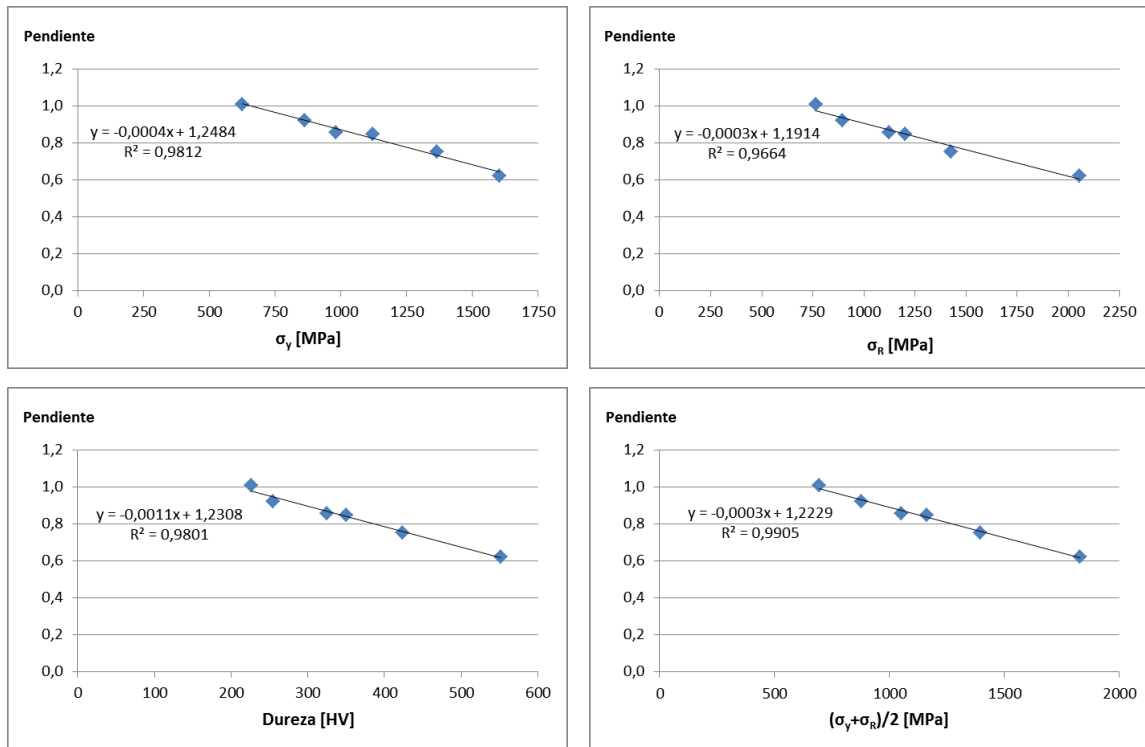 Pendiente
1,2
1,0
0,8
0,6
0,4
0,2
0,0
y = -0,0004x + 1,2484
R² = 0,9812
0 250 500 750 1000 1250 1500 1750
σy [MPa]
Pendiente
1,2
1,0
0,8
0,6
0,4
0,2
0,0
y = -0,0003x + 1,1914
R² = 0,9664
0 250 500 750 1000 1250 1500 1750 2000 2250
σR [MPa]
Pendiente
1,2
1,0
0,8
0,6
0,4
0,2
0,0
y = -0,0011x + 1,2308
R² = 0,9801
0 100 200 300 400 500 600
Dureza [HV]
Pendiente
1,2
1,0
0,8
0,6
0,4
0,2
0,0
y = -0,0003x + 1,2229
R² = 0,9905
0 500 1000 1500 2000
(σy+σR)/2 [MPa]